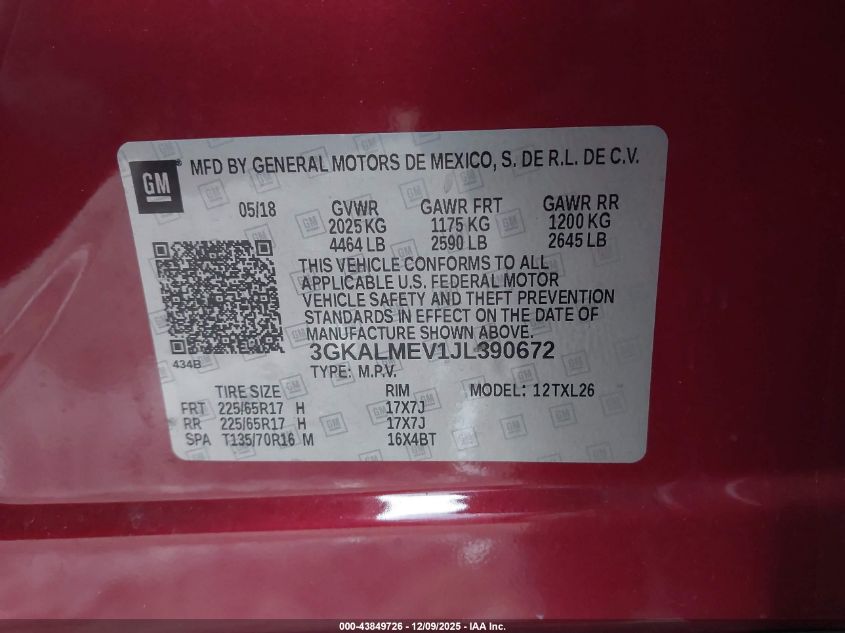 GM
MFD BY GENERAL MOTORS DE MEXICO, S. DE R.L. DE C.V.
05/18 GVWR GAWR FRT GAWR RR
2025 KG 1175 KG 1200 KG
4464 LB 2590 LB 2645 LB
THIS VEHICLE CONFORMS TO ALL
APPLICABLE U.S. FEDERAL MOTOR
VEHICLE SAFETY AND THEFT PREVENTION
STANDARDS IN EFFECT ON THE DATE OF
MANUFACTURE SHOWN ABOVE.
434B 3GKALMEV1JL390672
TYPE: M.P.V.
TIRE SIZE RIM MODEL: 12TXL26
FRT 225/65R17 H 17X7J
RR 225/65R17 H 17X7J
SPA T135/70R16 M 16X4BT
000-43849726 - 12/09/2025 - IAA Inc.